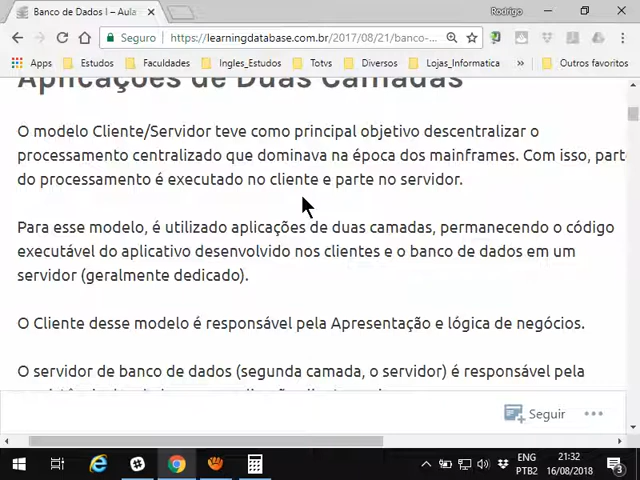 Banco de Dados I – Aula
Rodrigo
Seguro
https://learningdatabase.com.br/2017/08/21/banco-...
Apps Estudos Faculdades Ingles_Estudos Totvs Diversos Lojas_Informatica » Outros favoritos
Aplicações de Duas Camadas
O modelo Cliente/Servidor teve como principal objetivo descentralizar o
processamento centralizado que dominava na época dos mainframes. Com isso, parte
do processamento é executado no cliente e parte no servidor.
Para esse modelo, é utilizado aplicações de duas camadas, permanecendo o código
executável do aplicativo desenvolvido nos clientes e o banco de dados em um
servidor (geralmente dedicado).
O Cliente desse modelo é responsável pela Apresentação e lógica de negócios.
O servidor de banco de dados (segunda camada, o servidor) é responsável pela
Seguir
ENG
PTB2
21:32
16/08/2018
3